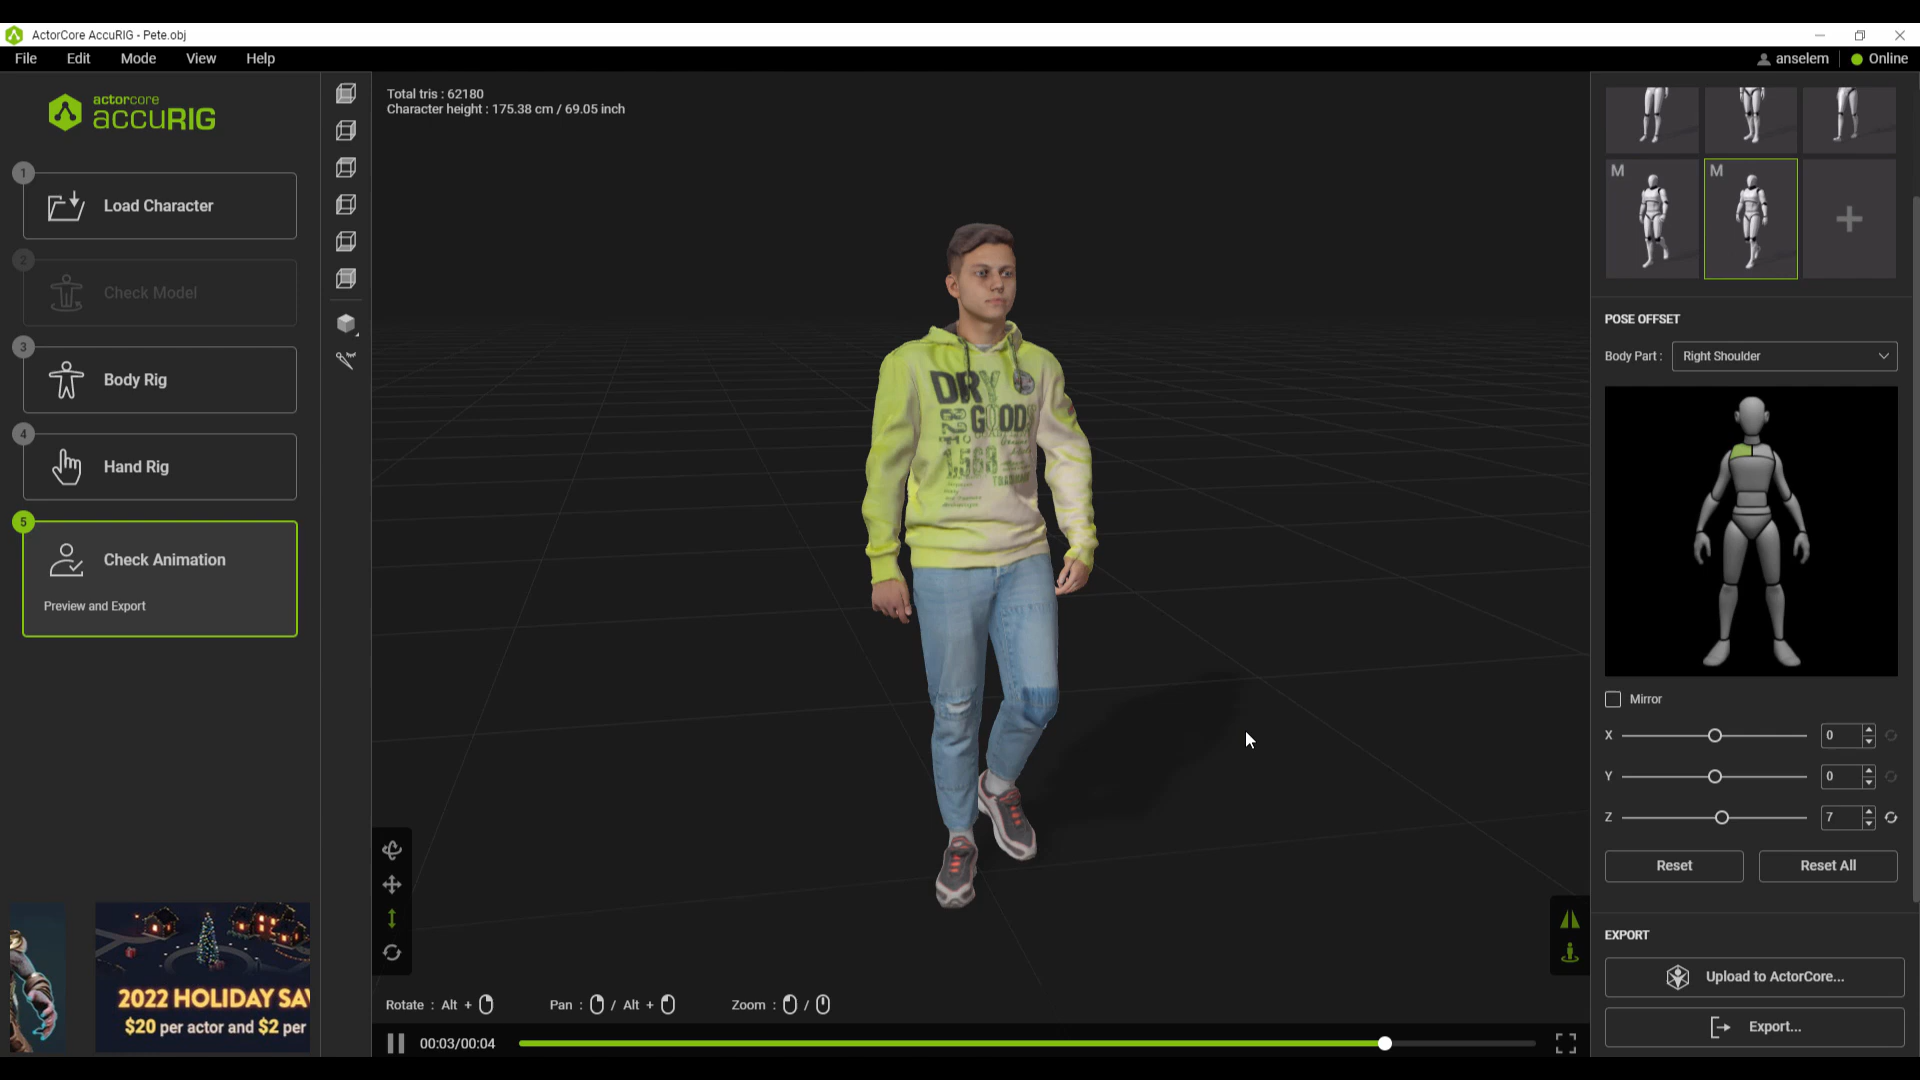 ActorCore AccuRIG - Pete.obj
File Edit Mode View Help
anselem Online
actorcore
accuRIG
Total tris : 62180
Character height : 175.38 cm / 69.05 inch
1
Load Character
2
Check Model
3
Body Rig
4
Hand Rig
5
Check Animation
Preview and Export
DRY
GOODS
1568
M M
POSE OFFSET
Body Part : Right Shoulder
Mirror
X 0
Y 0
Z 7
Reset Reset All
EXPORT
Upload to ActorCore...
Export...
2022 HOLIDAY SAV
$20 per actor and $2 per
Rotate : Alt + Pan : / Alt + Zoom : /
00:03/00:04